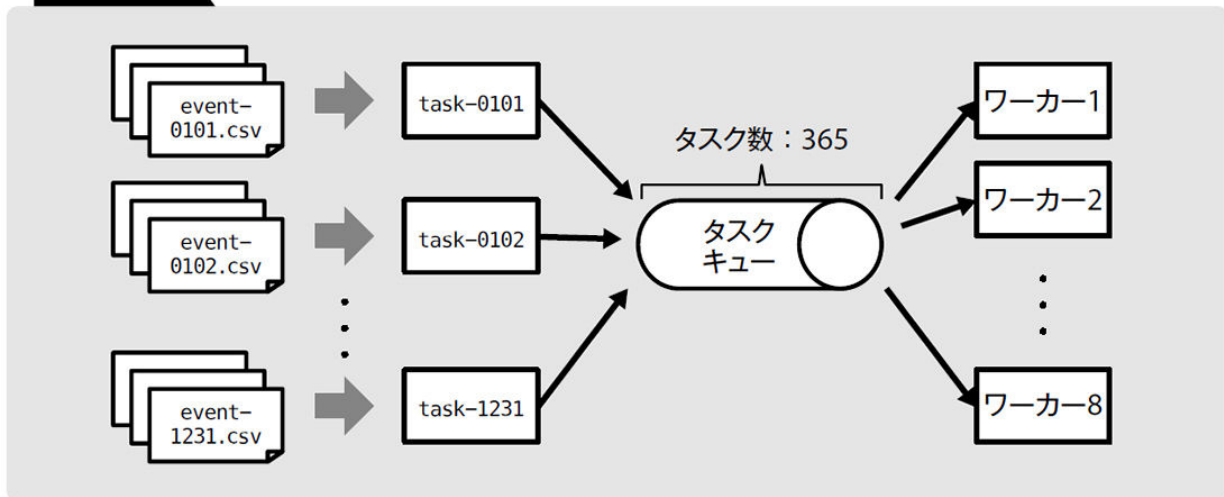 event-
0101.csv
task-0101
ワーカー1
タスク数：365
event-
0102.csv
task-0102
タスク
キュー
ワーカー2
event-
1231.csv
task-1231
ワーカー8